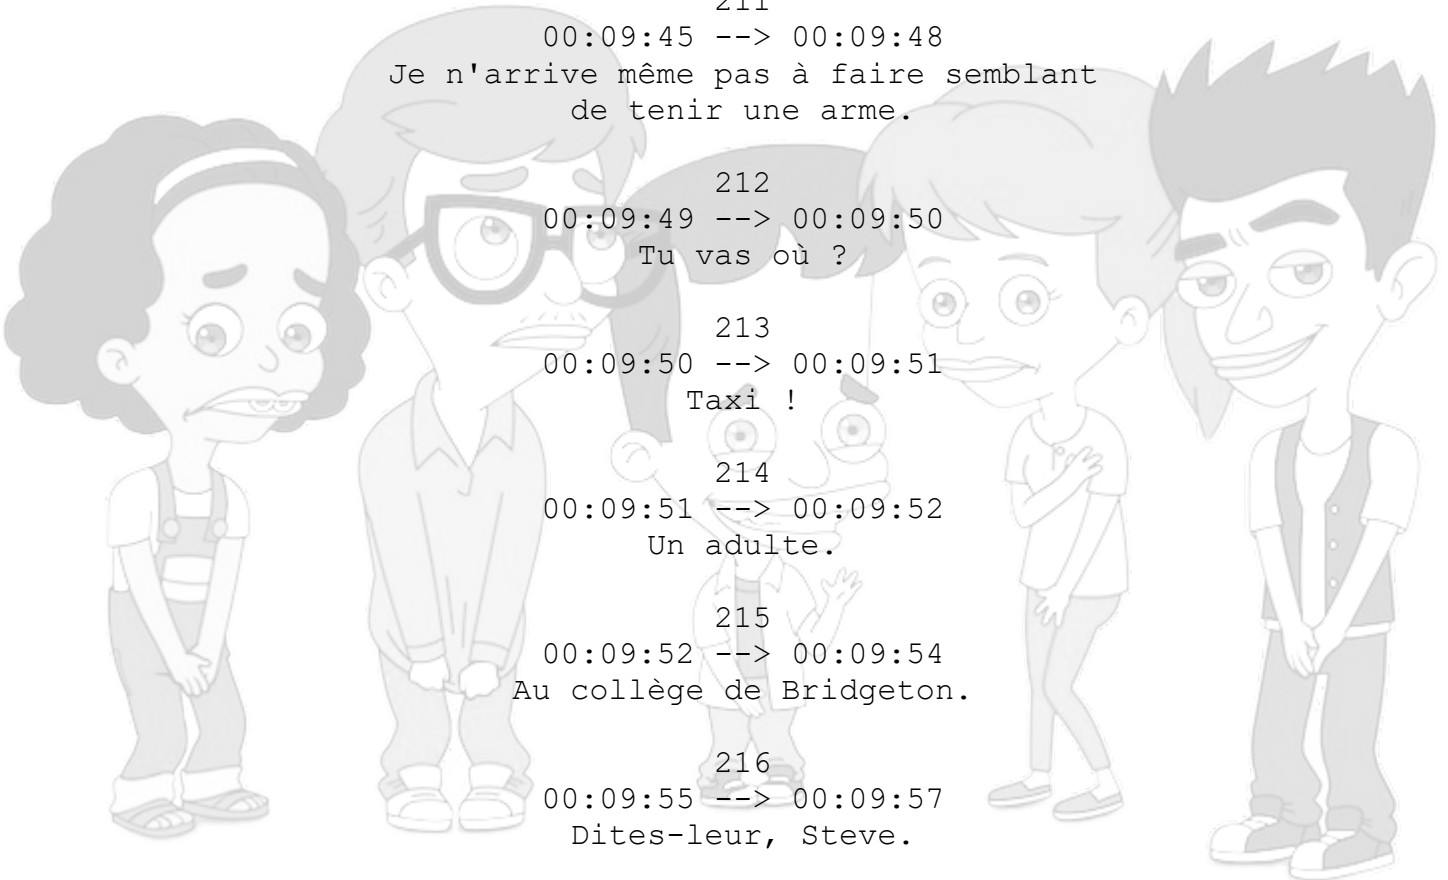 211
00:09:45 --> 00:09:48
Je n'arrive même pas à faire semblant
de tenir une arme.
212
00:09:49 --> 00:09:50
Tu vas où ?
213
00:09:50 --> 00:09:51
Taxi !
214
00:09:51 --> 00:09:52
Un adulte.
215
00:09:52 --> 00:09:54
Au collège de Bridgeton.
216
00:09:55 --> 00:09:57
Dites-leur, Steve.